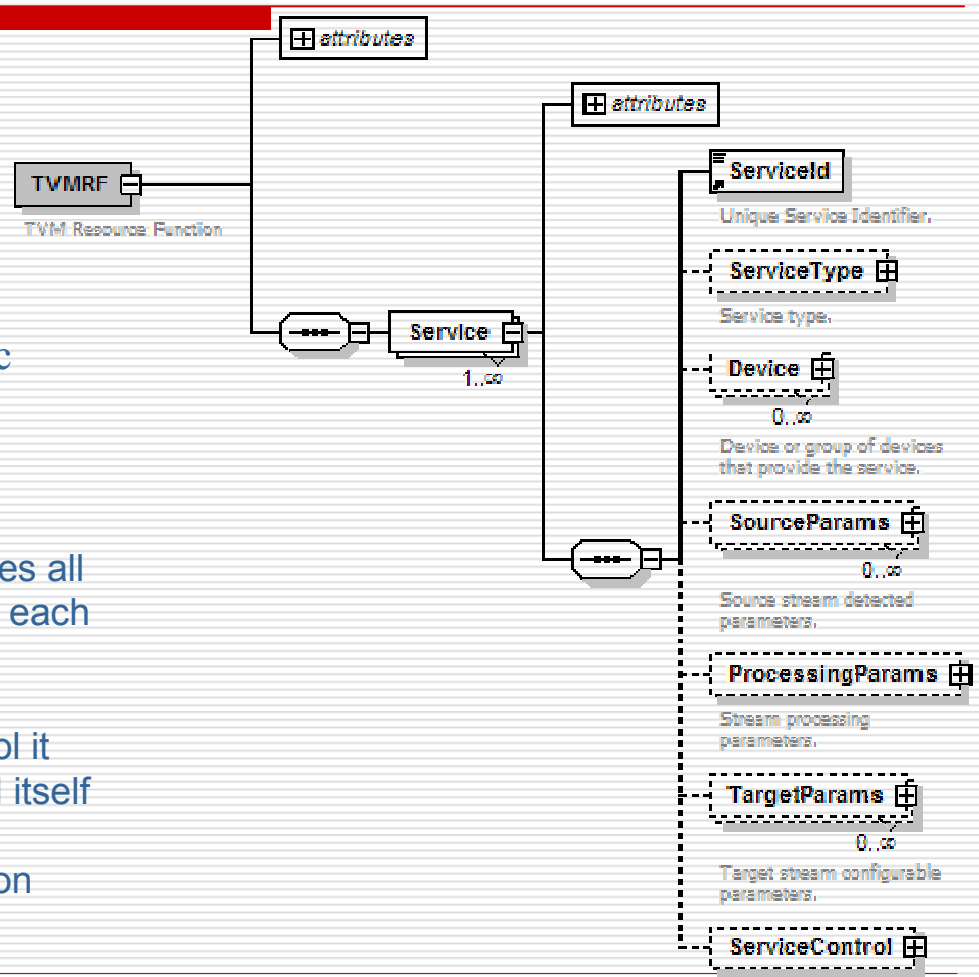 attributes
attributes
TVMRF
TVM Resource Function
ServiceId
Unique Service Identifier.
ServiceType
Service type.
Service
1..∞
Device
0..∞
Device or group of devices
that provide the service.
SourceParams
0..∞
Source stream detected
parameters.
ProcessingParams
Stream processing
parameters.
TargetParams
0..∞
Target stream configurable
parameters.
ServiceControl
c
es all
each
ol it
itself
on